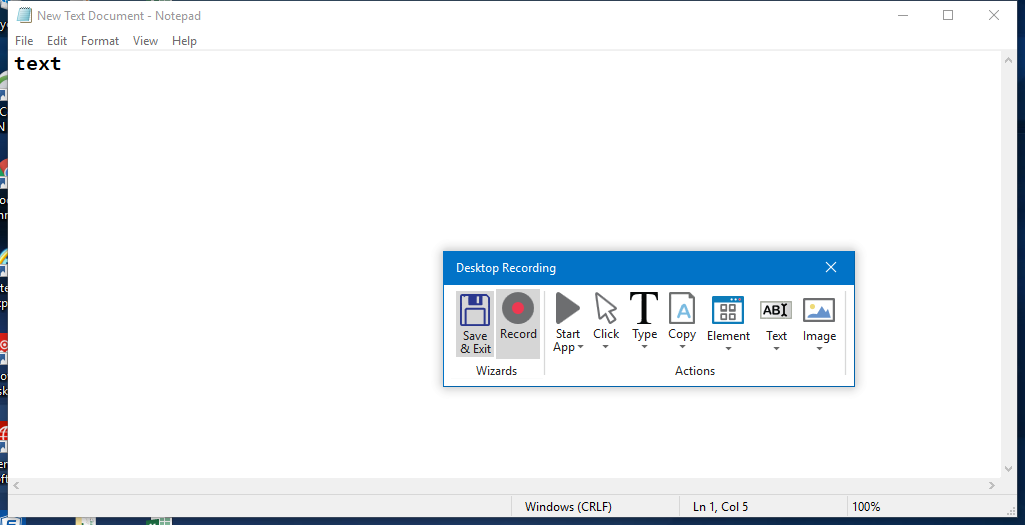 New Text Document - Notepad
File Edit Format View Help
text
Desktop Recording
Save & Exit
Record
Start App
Click
Type
Copy
A
Element
ABI
Text
Image
Wizards
Actions
Windows (CRLF)
Ln 1, Col 5
100%